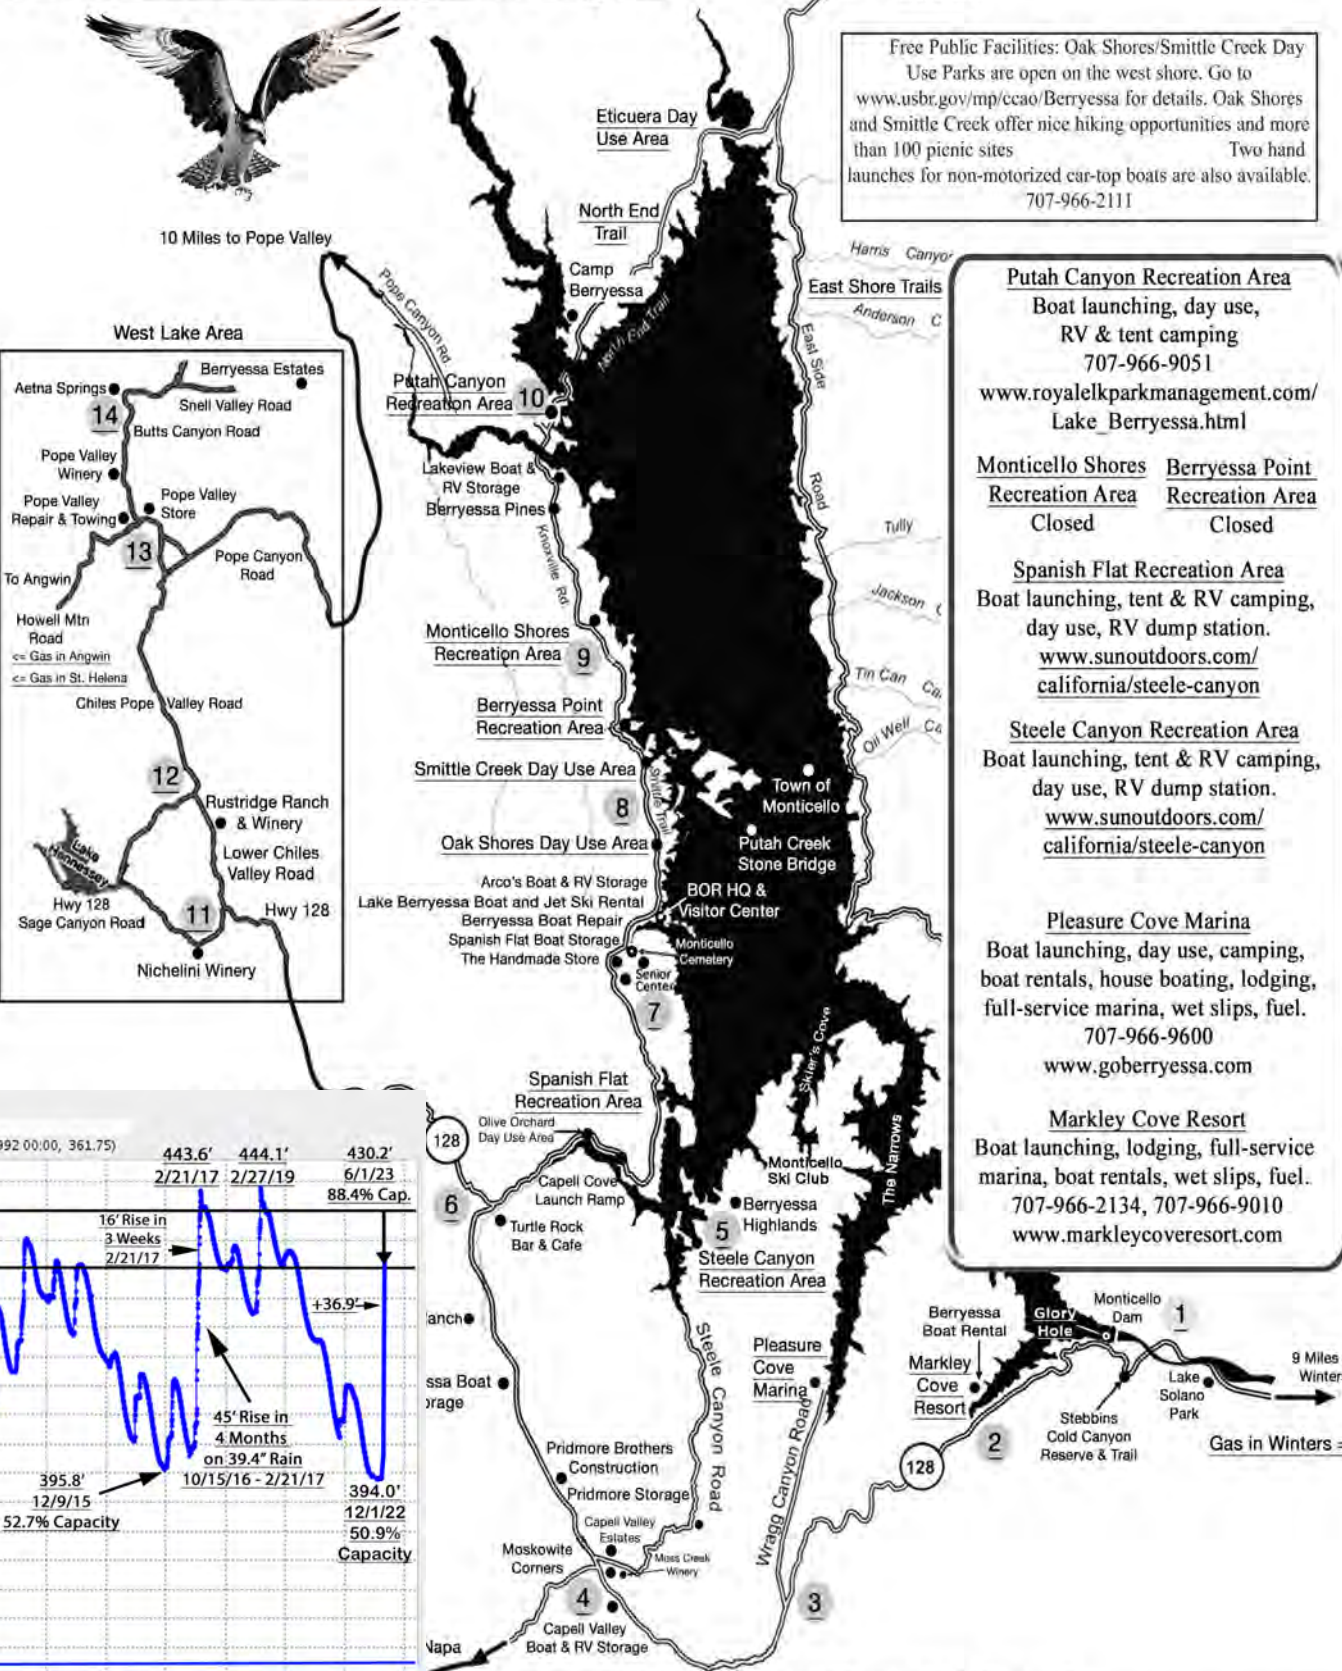 Free Public Facilities: Oak Shores/Smittle Creek Day
Use Parks are open on the west shore. Go to
www.usbr.gov/mp/ccao/Berryessa for details. Oak Shores
and Smittle Creek offer nice hiking opportunities and more
than 100 picnic sites Two hand
launches for non-motorized car-top boats are also available.
707-966-2111
Eticuera Day
Use Area
North End
Trail
10 Miles to Pope Valley
Camp
Berryessa
Pope Canyon Rd
North End Trail
Harris Canyon
East Shore Trails
Anderson C
East Side
Road
Putah Canyon
Recreation Area
10
Lakeview Boat &
RV Storage
Berryessa Pines
Knoxville Rd.
Tully
Jackson
Tin Can Ca
Oil Well Ca
Monticello Shores
Recreation Area
9
Berryessa Point
Recreation Area
Smittle Creek Day Use Area
Smittle Trail
8
Town of
Monticello
Putah Creek
Stone Bridge
Oak Shores Day Use Area
Arco's Boat & RV Storage
Lake Berryessa Boat and Jet Ski Rental
Berryessa Boat Repair
Spanish Flat Boat Storage
The Handmade Store
BOR HQ &
Visitor Center
Monticello
Cemetery
Senior
Center
7
West Lake Area
Aetna Springs
Berryessa Estates
14
Snell Valley Road
Butts Canyon Road
Pope Valley
Winery
Pope Valley
Repair & Towing
Pope Valley
Store
13
Pope Canyon
Road
To Angwin
Howell Mtn
Road
<= Gas in Angwin
<= Gas in St. Helena
Chiles Pope Valley Road
12
Rustridge Ranch
& Winery
Lake
Hennessey
Lower Chiles
Valley Road
Hwy 128
Sage Canyon Road
11
Hwy 128
Nichelini Winery
Putah Canyon Recreation Area
Boat launching, day use,
RV & tent camping
707-966-9051
www.royalelkparkmanagement.com/
Lake_Berryessa.html
Monticello Shores
Recreation Area
Closed
Berryessa Point
Recreation Area
Closed
Spanish Flat Recreation Area
Boat launching, tent & RV camping,
day use, RV dump station.
www.sunoutdoors.com/
california/steele-canyon
Steele Canyon Recreation Area
Boat launching, tent & RV camping,
day use, RV dump station.
www.sunoutdoors.com/
california/steele-canyon
Pleasure Cove Marina
Boat launching, day use, camping,
boat rentals, house boating, lodging,
full-service marina, wet slips, fuel.
707-966-9600
www.goberryessa.com
Markley Cove Resort
Boat launching, lodging, full-service
marina, boat rentals, wet slips, fuel.
707-966-2134, 707-966-9010
www.markleycoveresort.com
Skier's Cove
The Narrows
Spanish Flat
Recreation Area
Olive Orchard
Day Use Area
128
Capell Cove
Launch Ramp
6
Turtle Rock
Bar & Cafe
Monticello
Ski Club
Berryessa
Highlands
5
Steele Canyon
Recreation Area
anch
ssa Boat
orage
Steele Canyon Road
Pleasure
Cove
Marina
Wragg Canyon Road
Pridmore Brothers
Construction
Pridmore Storage
Capell Valley
Estates
Moskowite
Corners
Moss Creek
Winery
4
Capell Valley
Boat & RV Storage
Napa
3
128
2
Berryessa
Boat Rental
Markley
Cove
Resort
Glory
Hole
Monticello
Dam
1
Lake
Solano
Park
Stebbins
Cold Canyon
Reserve & Trail
9 Miles
Winter
Gas in Winters =
992 00:00, 361.75)
443.6'
2/21/17
444.1'
2/27/19
430.2'
6/1/23
88.4% Cap.
16' Rise in
3 Weeks
2/21/17
+36.9'
45' Rise in
4 Months
on 39.4" Rain
10/15/16 - 2/21/17
395.8'
12/9/15
52.7% Capacity
394.0'
12/1/22
50.9%
Capacity